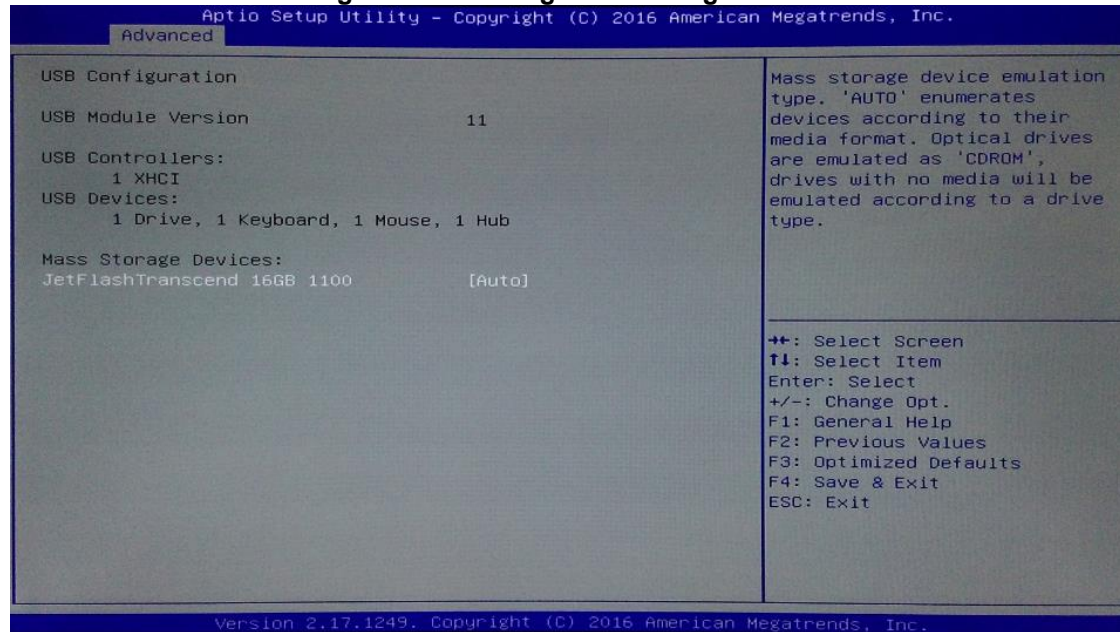 Aptio Setup Utility – Copyright (C) 2016 American Megatrends, Inc.
Advanced
USB Configuration
USB Module Version 11
USB Controllers:
1 XHCI
USB Devices:
1 Drive, 1 Keyboard, 1 Mouse, 1 Hub
Mass Storage Devices:
JetFlashTranscend 16GB 1100 [Auto]
Mass storage device emulation
type. 'AUTO' enumerates
devices according to their
media format. Optical drives
are emulated as 'CDROM',
drives with no media will be
emulated according to a drive
type.
→←: Select Screen
↑↓: Select Item
Enter: Select
+/-: Change Opt.
F1: General Help
F2: Previous Values
F3: Optimized Defaults
F4: Save & Exit
ESC: Exit
Version 2.17.1249. Copyright (C) 2016 American Megatrends, Inc.